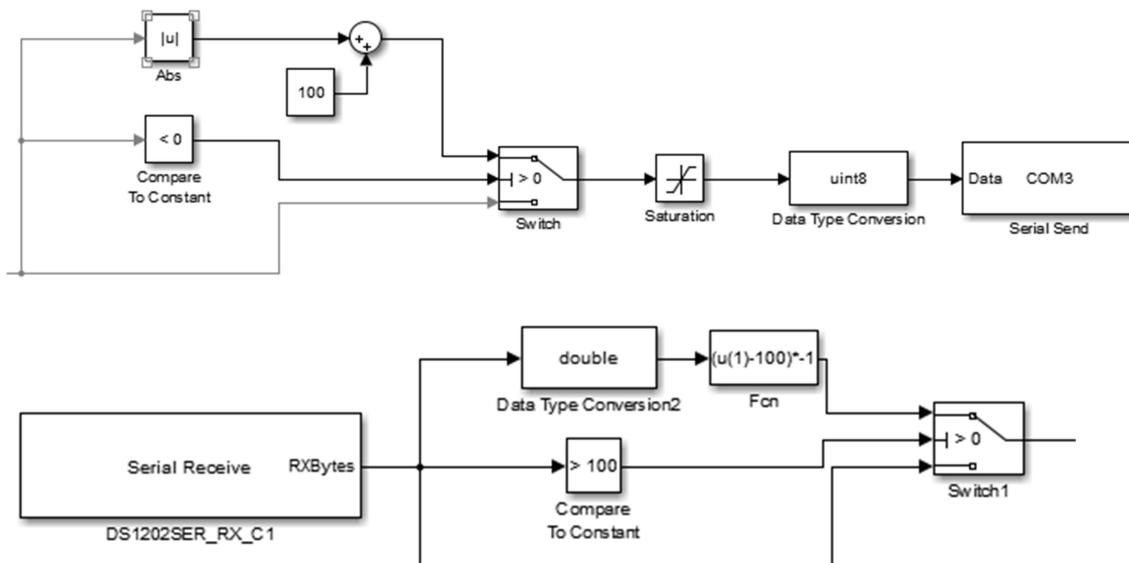 |u|
Abs
++
100
< 0
Compare
To Constant
> 0
Switch
Saturation
uint8
Data Type Conversion
Data COM3
Serial Send
double
Data Type Conversion2
(u(1)-100)*-1
Fcn
Serial Receive RXBytes
DS1202SER_RX_C1
> 100
Compare
To Constant
> 0
Switch1